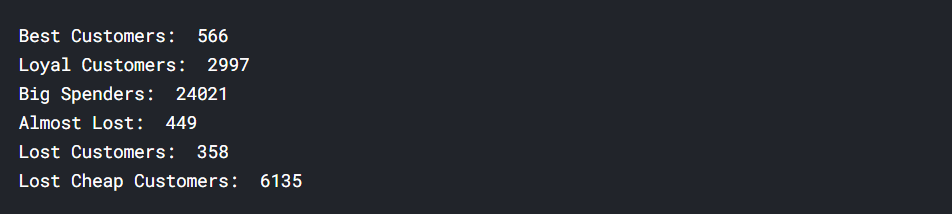 Best Customers:  566
Loyal Customers:  2997
Big Spenders:  24021
Almost Lost:  449
Lost Customers:  358
Lost Cheap Customers:  6135